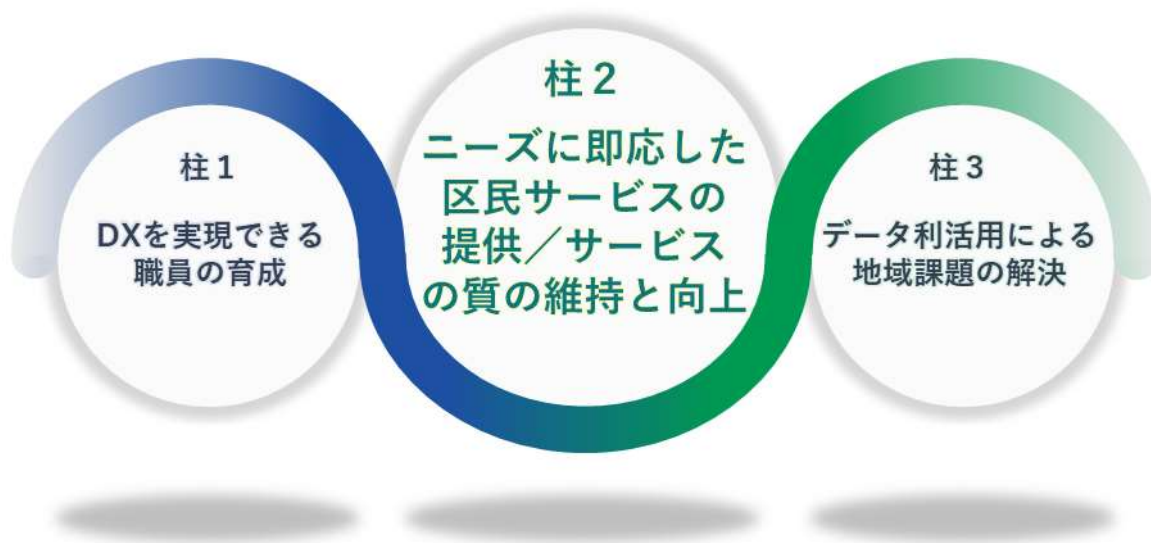 柱１
DXを実現できる
職員の育成
柱２
ニーズに即応した
区民サービスの
提供／サービス
の質の維持と向上
柱３
データ利活用による
地域課題の解決